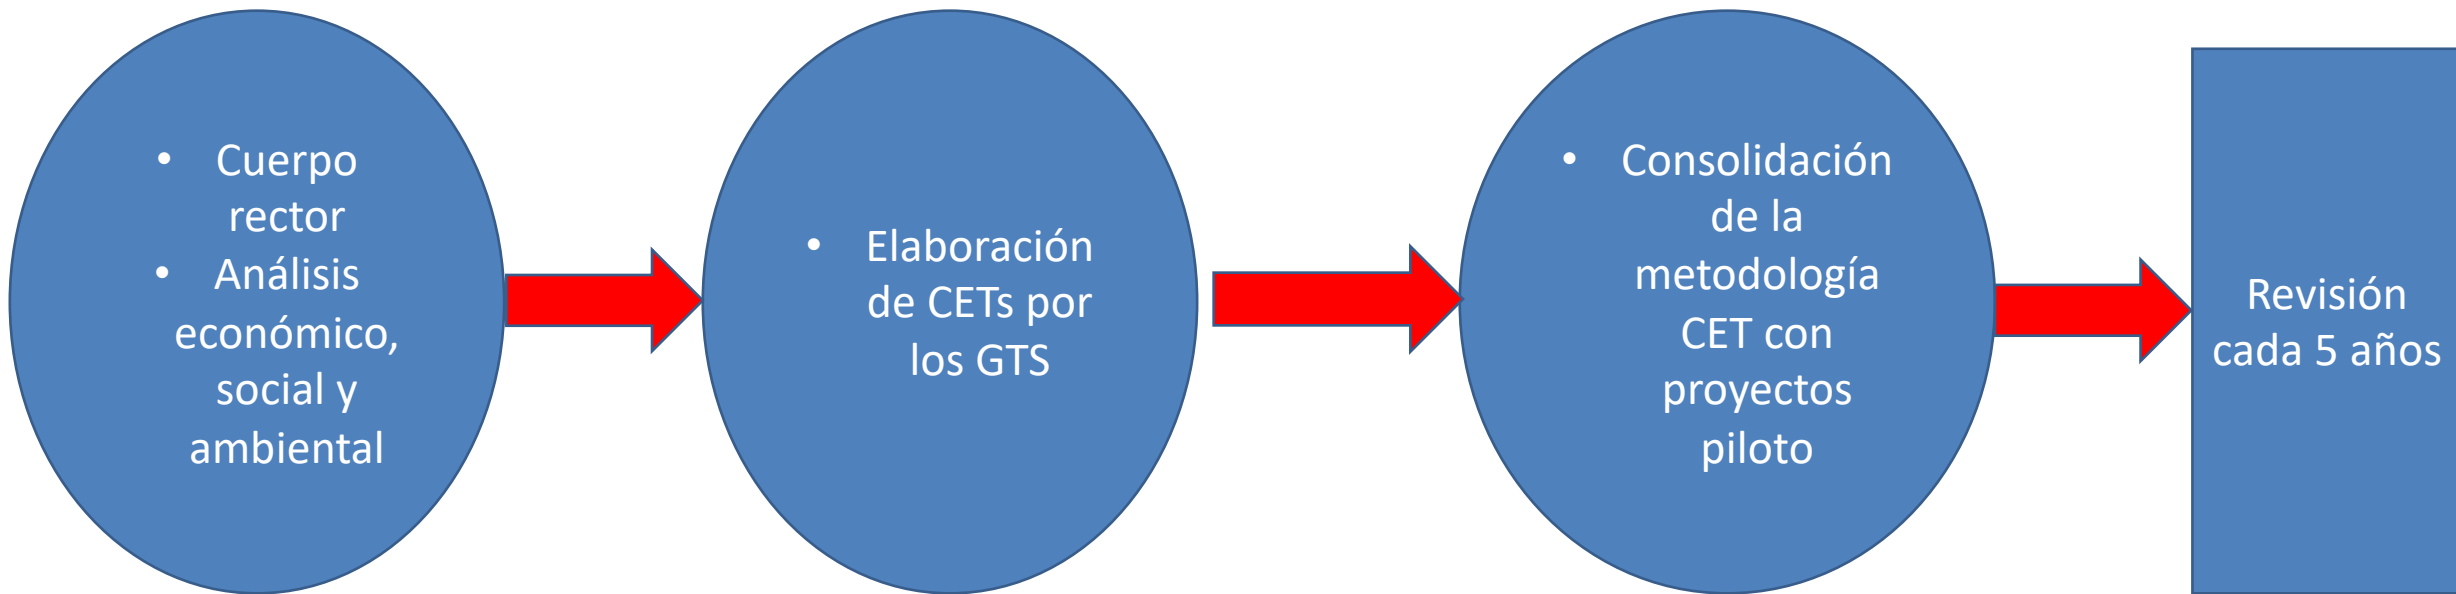 • Cuerpo
rector
• Análisis
económico,
social y
ambiental
• Elaboración
de CETs por
los GTS
• Consolidación
de la
metodología
CET con
proyectos
piloto
Revisión
cada 5 años